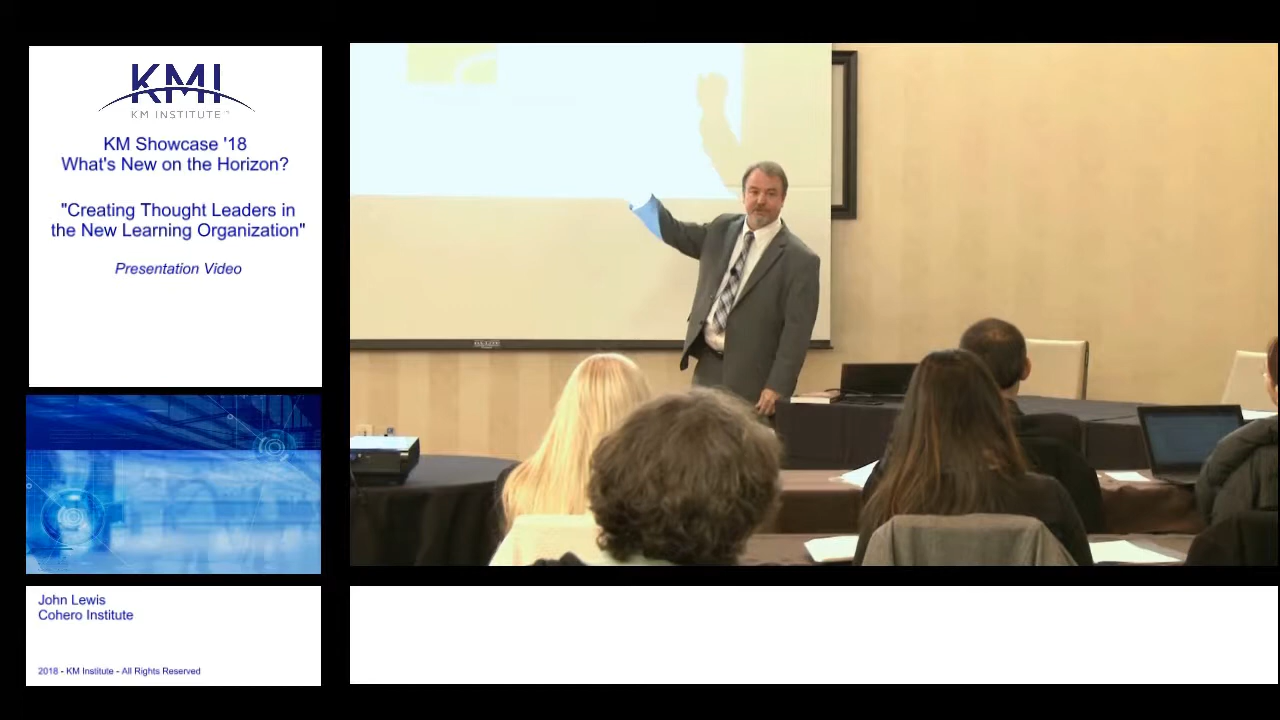 KMI
KM INSTITUTE
KM Showcase '18
What's New on the Horizon?
"Creating Thought Leaders in
the New Learning Organization"
Presentation Video
John Lewis
Cohero Institute
2018 - KM Institute - All Rights Reserved